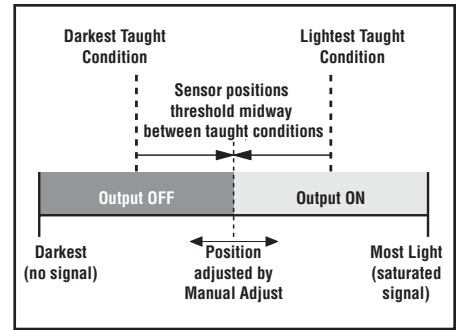 Darkest Taught
Condition
Lightest Taught
Condition
Sensor positions
threshold midway
between taught conditions
Output OFF
Output ON
Darkest
(no signal)
Position
adjusted by
Manual Adjust
Most Light
(saturated
signal)